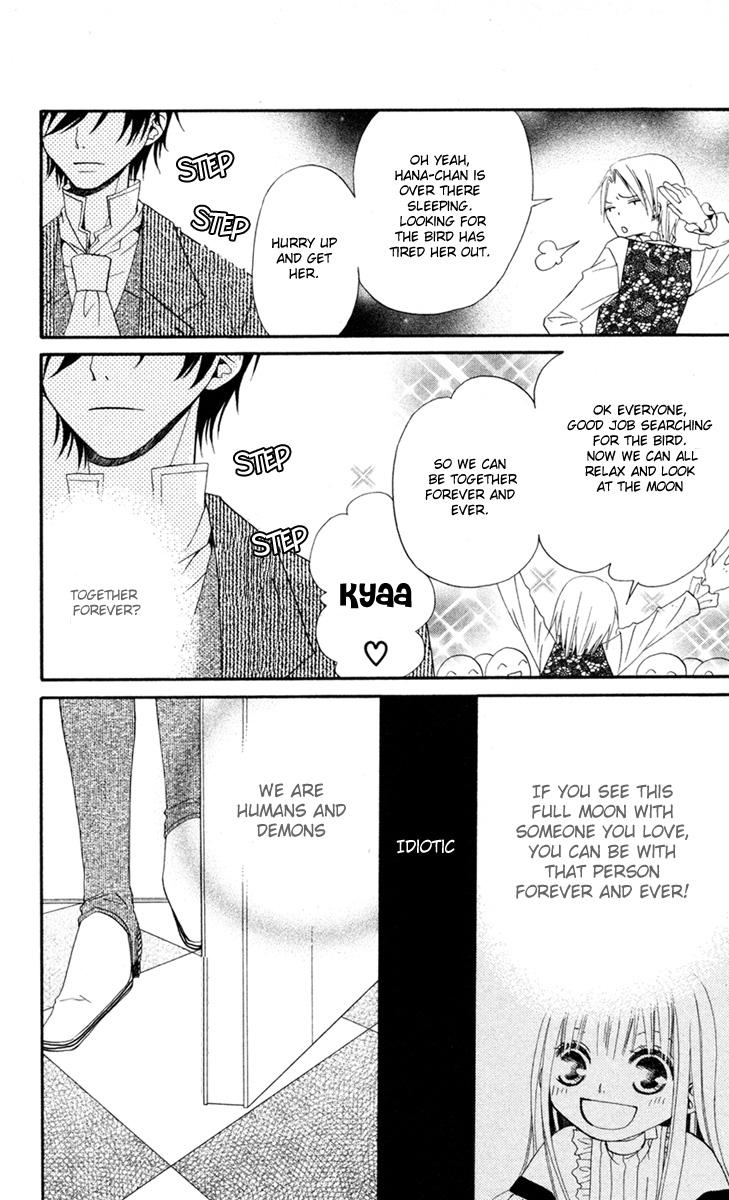 OH YEAH,
HANA-CHAN IS
OVER THERE
SLEEPING.
LOOKING FOR
THE BIRD HAS
TIRED HER OUT.
HURRY UP
AND GET
HER.
STEP
STEP
OK EVERYONE,
GOOD JOB SEARCHING
FOR THE BIRD.
NOW WE CAN ALL
RELAX AND LOOK
AT THE MOON
SO WE CAN
BE TOGETHER
FOREVER AND
EVER.
KYAA
STEP
STEP
TOGETHER
FOREVER?
IF YOU SEE THIS
FULL MOON WITH
SOMEONE YOU LOVE,
YOU CAN BE WITH
THAT PERSON
FOREVER AND EVER!
IDIOTIC
WE ARE
HUMANS AND
DEMONS